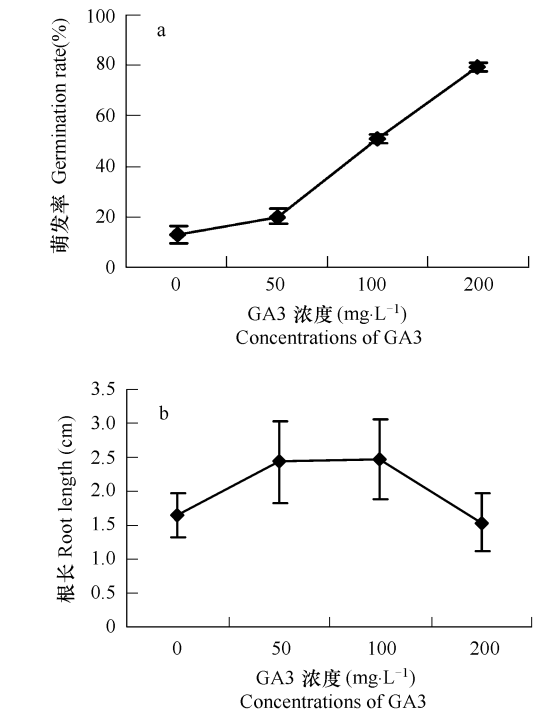 a
100
80
60
40
20
0
萌发率 Germination rate(%)
0 50 100 200
GA3 浓度(mg·L⁻¹)
Concentrations of GA3
b
3.5
3.0
2.5
2.0
1.5
1.0
0.5
0
根长 Root length (cm)
0 50 100 200
GA3 浓度(mg·L⁻¹)
Concentrations of GA3